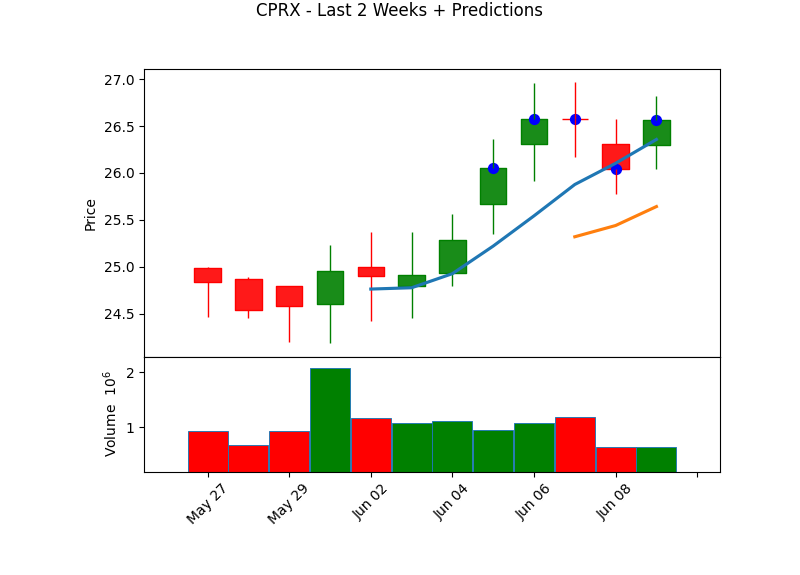 CPRX - Last 2 Weeks + Predictions
27.0
26.5
26.0
25.5
25.0
24.5
Price
2
1
Volume 10⁶
May 27
May 29
Jun 02
Jun 04
Jun 06
Jun 08